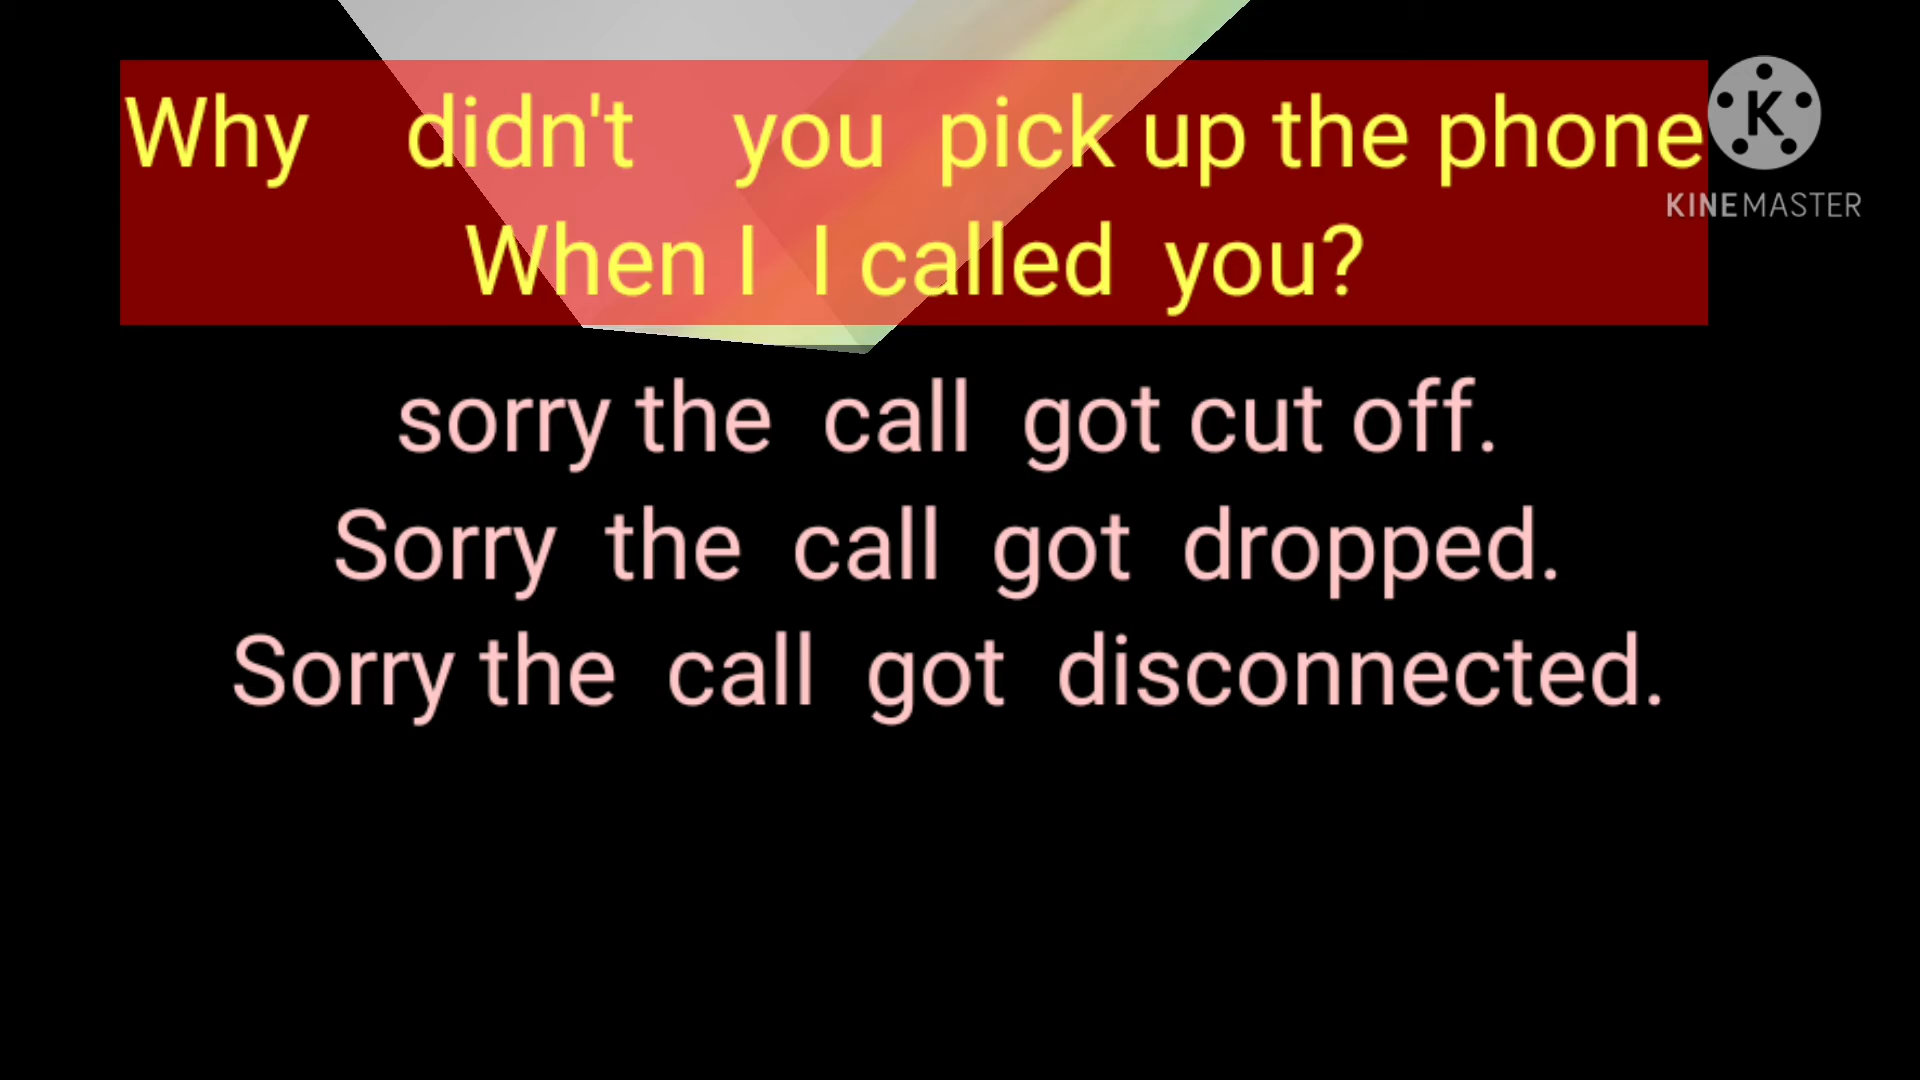 Why didn't you pick up the phone
When I I called you?
sorry the call got cut off.
Sorry the call got dropped.
Sorry the call got disconnected.
K
KINEMASTER